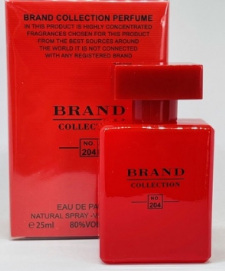 BRAND COLLECTION PERFUME
IN THIS PRODUCT IS HIGHLY CONCENTRATED
FRAGRANCES CHOSEN FOR THIS PRODUCT
FROM THE BEST SOURCES AROUND
THE WORLD IT IS NOT CONNECTED
WITH ANY REGISTERED BRAND
BRAND
COLLEC
NO.
204
EAU DE PA
NATURAL SPRAY
℮ 25ml 80%VO
BRAND
COLLECTION
NO.
204